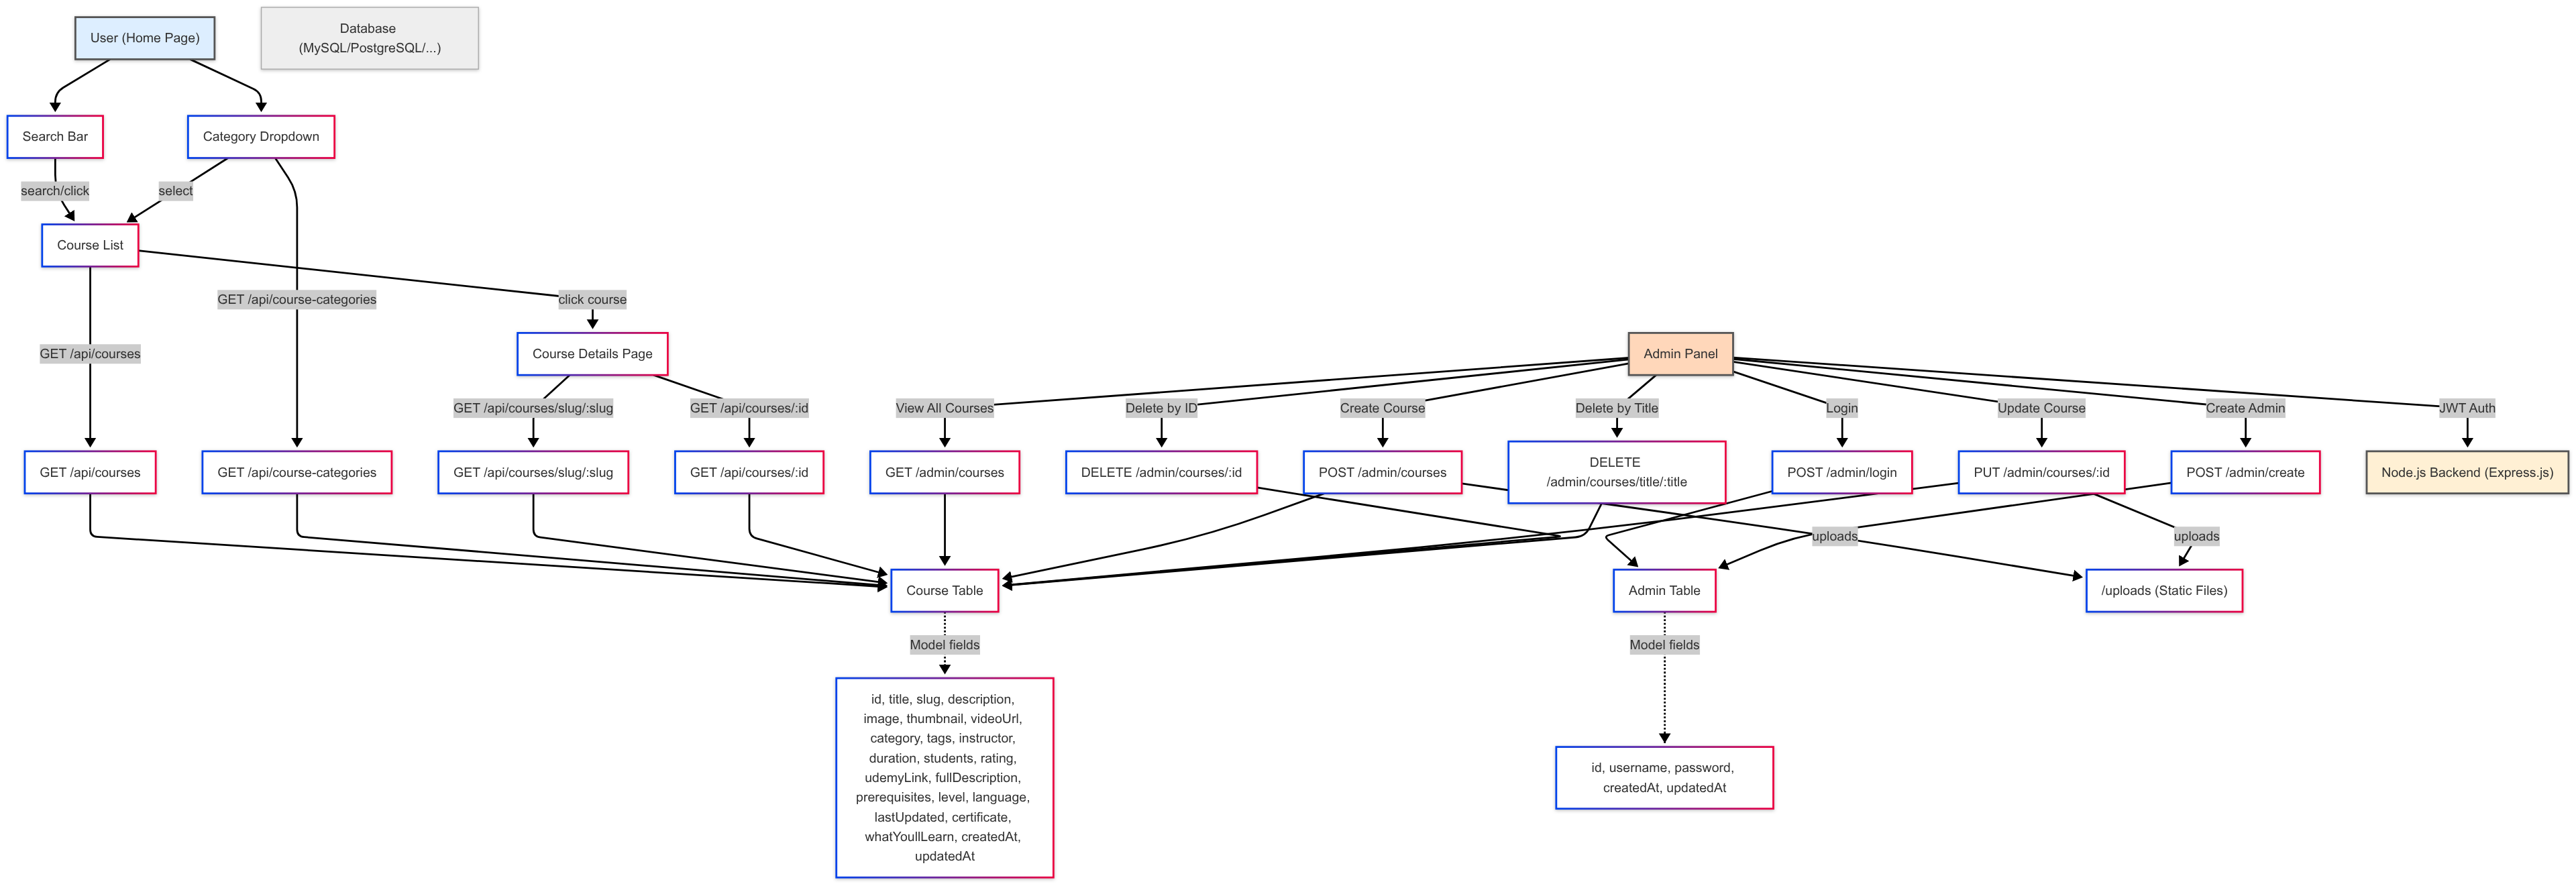 User (Home Page)
Database
(MySQL/PostgreSQL/...)
Search Bar
Category Dropdown
search/click
select
Course List
GET /api/course-categories
click course
GET /api/courses
Course Details Page
Admin Panel
GET /api/courses/slug/:slug
GET /api/courses/:id
View All Courses
Delete by ID
Create Course
Delete by Title
Login
Update Course
Create Admin
JWT Auth
GET /api/courses
GET /api/course-categories
GET /api/courses/slug/:slug
GET /api/courses/:id
GET /admin/courses
DELETE /admin/courses/:id
POST /admin/courses
DELETE
/admin/courses/title/:title
POST /admin/login
PUT /admin/courses/:id
POST /admin/create
Node.js Backend (Express.js)
uploads
uploads
Course Table
Admin Table
/uploads (Static Files)
Model fields
Model fields
id, title, slug, description,
image, thumbnail, videoUrl,
category, tags, instructor,
duration, students, rating,
udemyLink, fullDescription,
prerequisites, level, language,
lastUpdated, certificate,
whatYoullLearn, createdAt,
updatedAt
id, username, password,
createdAt, updatedAt